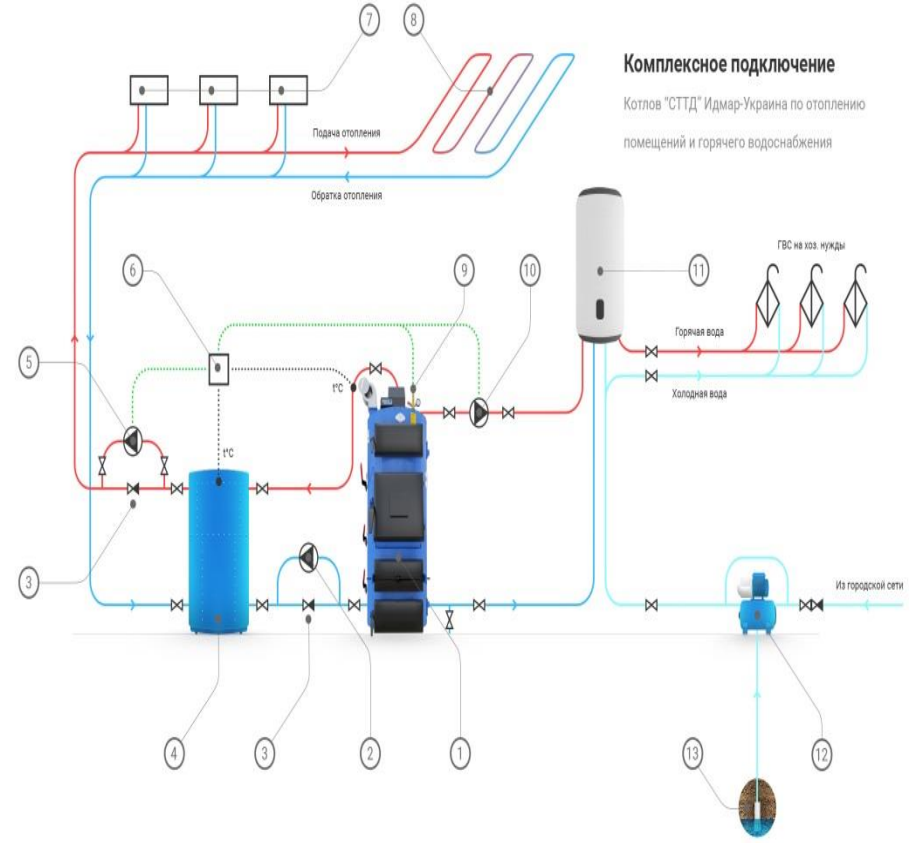 7
8
Комплексное подключение
Котлов "СТТД" Идмар-Украина по отоплению
помещений и горячего водоснабжения
Подача отопления
Обратка отопления
ГВС на хоз. нужды
6
9
10
11
Горячая вода
5
t°C
Холодная вода
t°C
3
Из городской сети
4
3
2
1
13
12